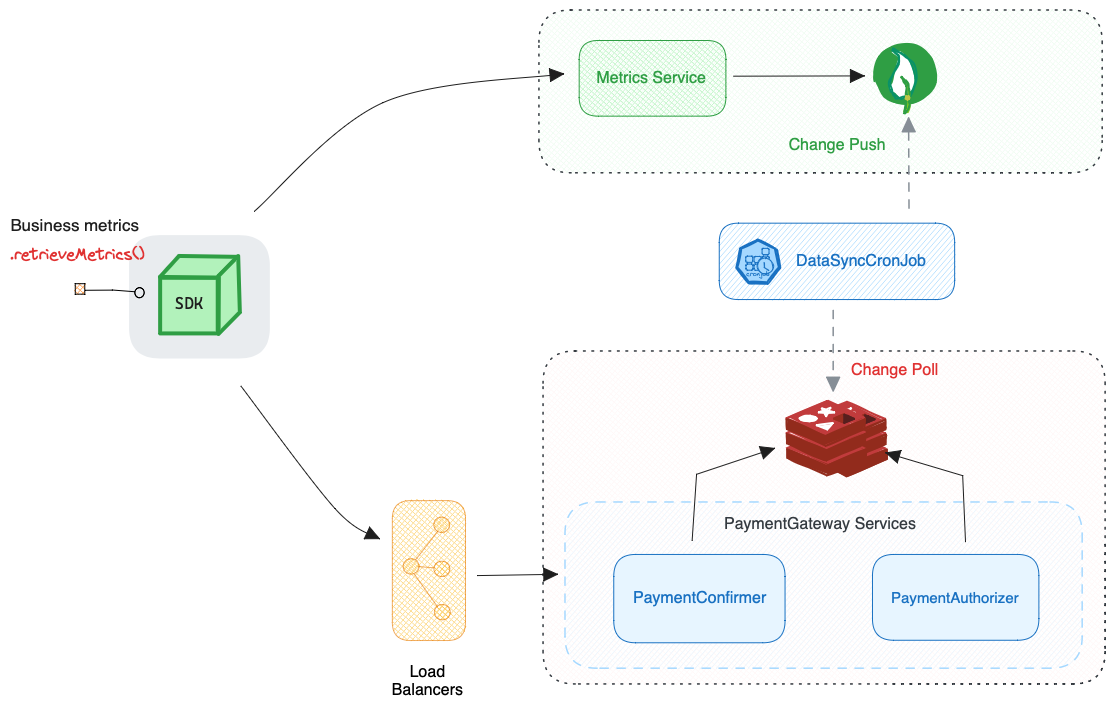 Metrics Service
Change Push
Business metrics
.retrieveMetrics()
SDK
DataSyncCronJob
Change Poll
PaymentGateway Services
PaymentConfirmer
PaymentAuthorizer
Load
Balancers